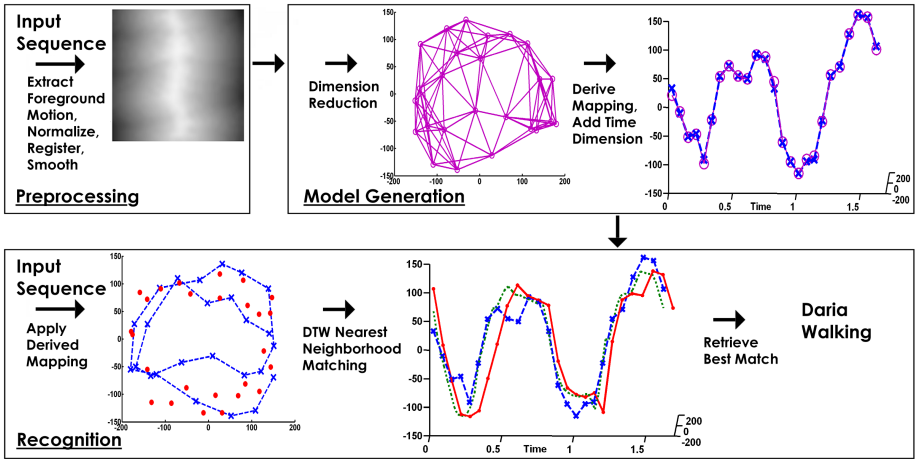 Input
Sequence
Extract
Foreground
Motion,
Normalize,
Register,
Smooth
Preprocessing
Dimension
Reduction
150
100
50
0
-50
-100
-150
-200
-100
0
100
200
Model Generation
Derive
Mapping,
Add Time
Dimension
150
100
50
0
-50
-100
-150
0
0.5
Time
1
1.5
200
-200
Input
Sequence
Apply
Derived
Mapping
Recognition
150
100
50
0
-50
-100
-150
-200
-100
0
100
200
DTW Nearest
Neighborhood
Matching
150
100
50
0
-50
-100
-150
0
0.5
Time
1
1.5
200
0
-200
Retrieve
Best Match
Daria
Walking